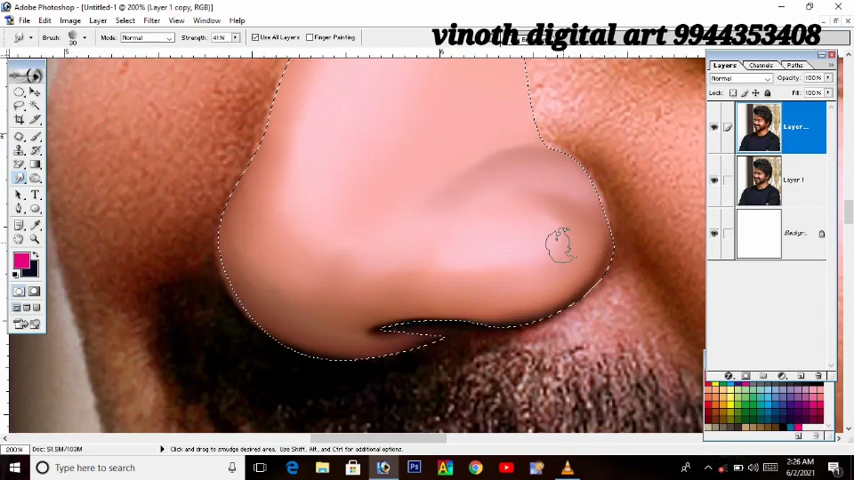 Adobe Photoshop - [Untitled-1 @ 200% (Layer 1 copy, RGB)]
File Edit Image Layer Select Filter View Window Help
Brush: 30 Mode: Normal Strength: 41% Use All Layers Finger Painting
vinoth digital art 9944353408
Layers Channels Paths
Normal Opacity: 100%
Lock: Fill: 100%
Layer...
Layer 1
Backgr...
200% Doc: 51.5M/103M Click and drag to smudge desired area. Use Shift, Alt, and Ctrl for additional options.
Type here to search
2:26 AM
6/2/2021